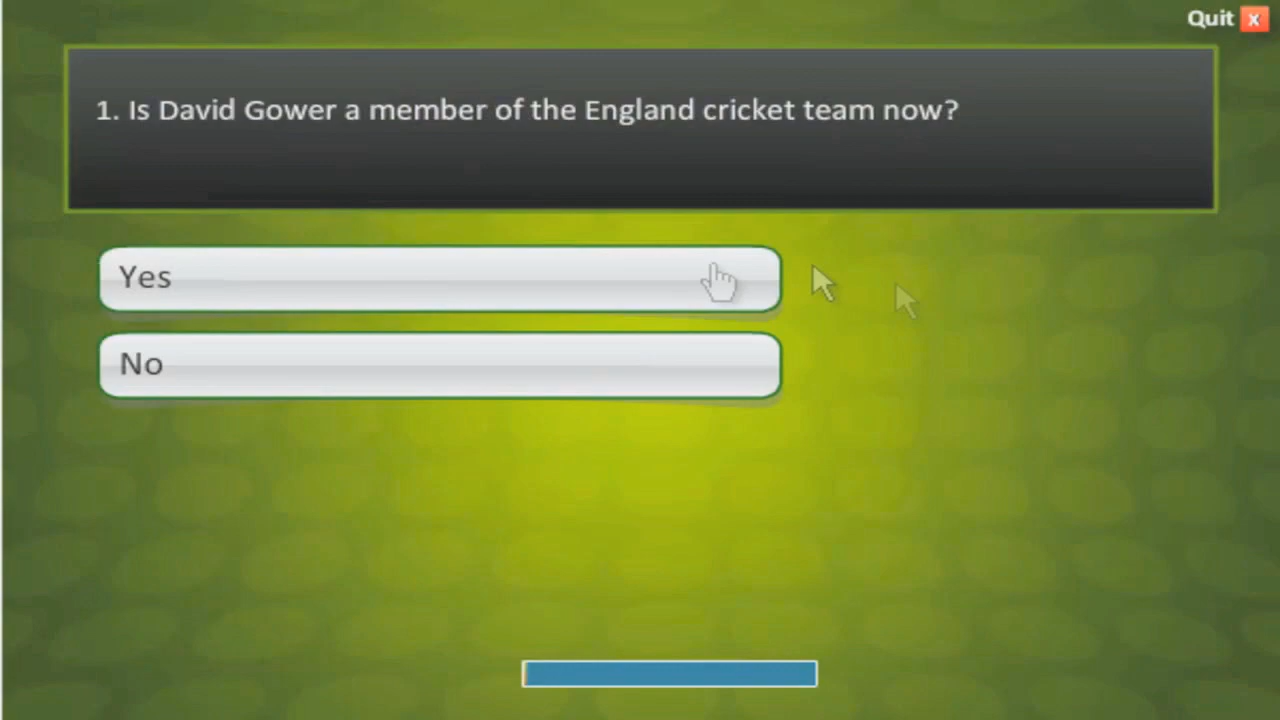 Quit x
1. Is David Gower a member of the England cricket team now?
Yes
No